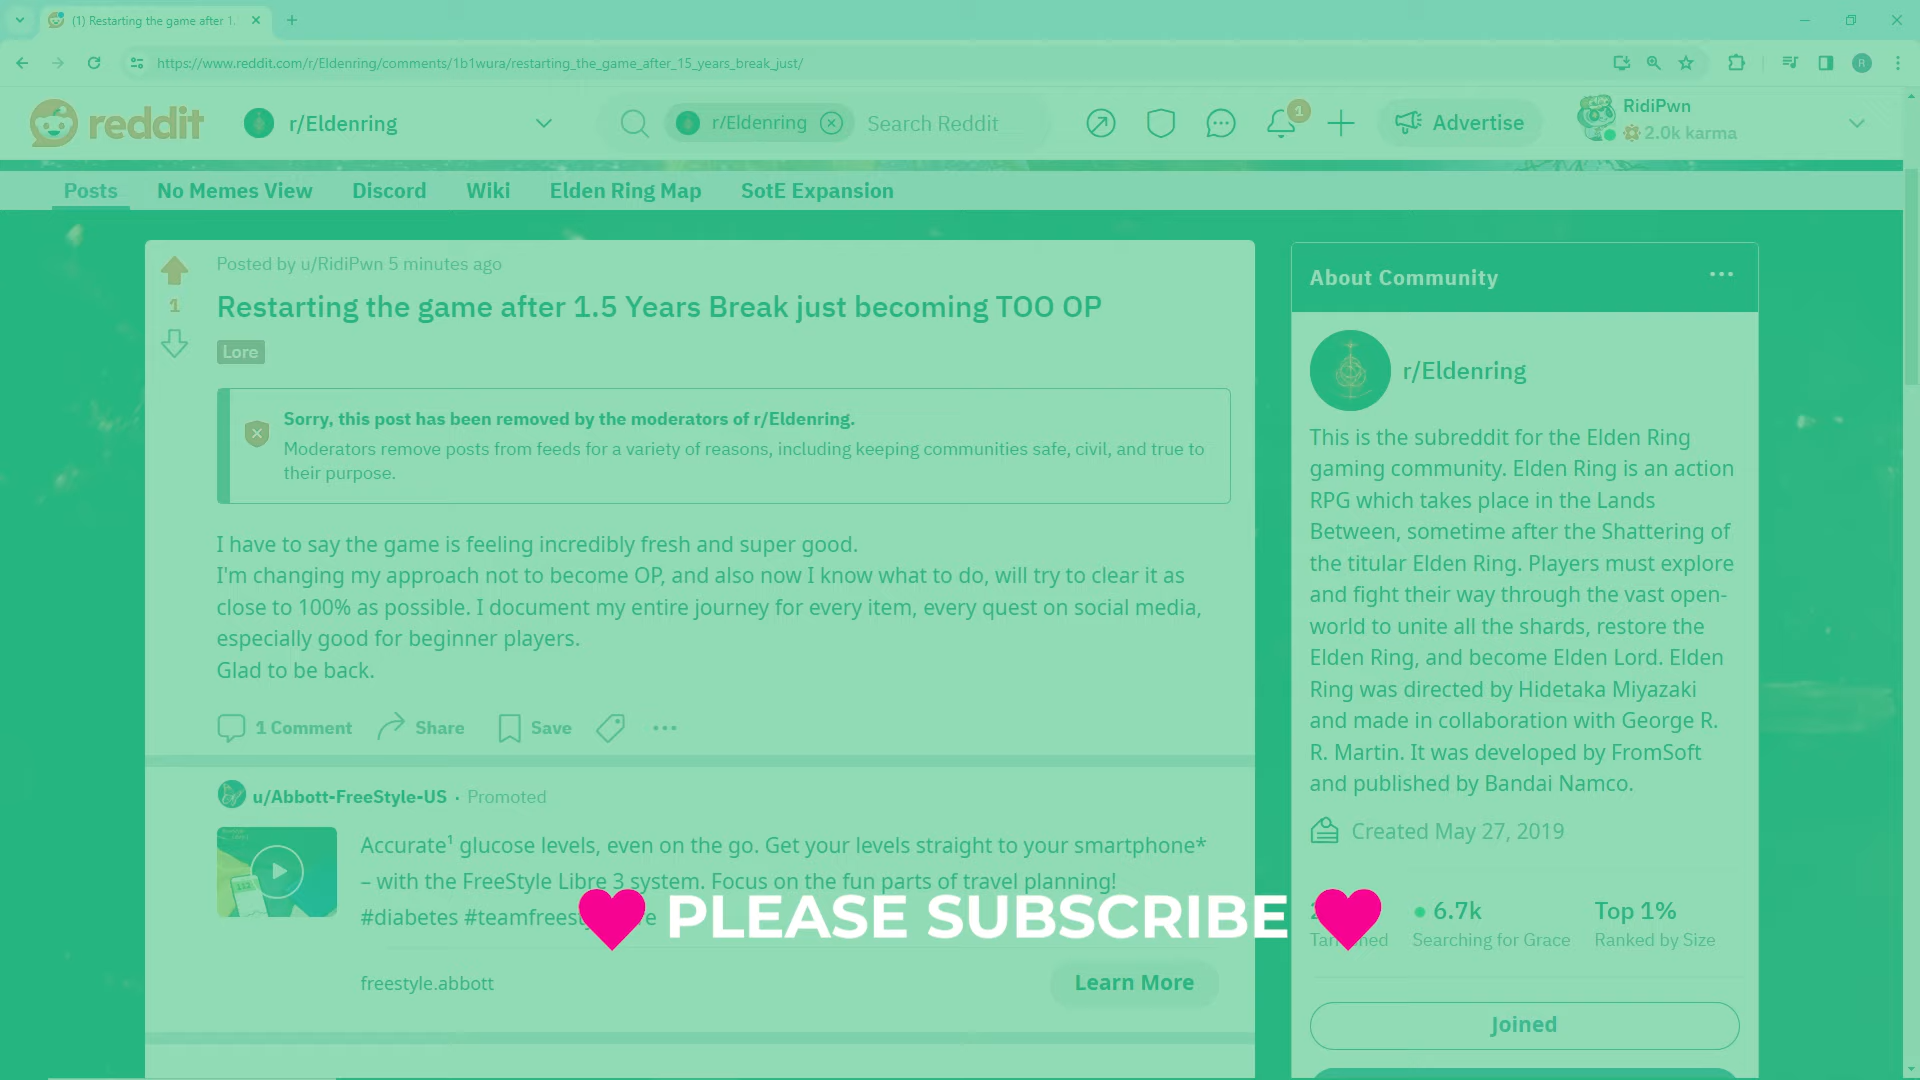 (1) Restarting the game after 1.
https://www.reddit.com/r/Eldenring/comments/1b1wura/restarting_the_game_after_15_years_break_just/
R
reddit
r/Eldenring
r/Eldenring
Search Reddit
1
Advertise
RidiPwn
2.0k karma
Posts
No Memes View
Discord
Wiki
Elden Ring Map
SotE Expansion
Posted by u/RidiPwn 5 minutes ago
1
Restarting the game after 1.5 Years Break just becoming TOO OP
Lore
Sorry, this post has been removed by the moderators of r/Eldenring.
Moderators remove posts from feeds for a variety of reasons, including keeping communities safe, civil, and true to
their purpose.
I have to say the game is feeling incredibly fresh and super good.
I'm changing my approach not to become OP, and also now I know what to do, will try to clear it as
close to 100% as possible. I document my entire journey for every item, every quest on social media,
especially good for beginner players.
Glad to be back.
1 Comment
Share
Save
u/Abbott-FreeStyle-US · Promoted
Accurate¹ glucose levels, even on the go. Get your levels straight to your smartphone*
– with the FreeStyle Libre 3 system. Focus on the fun parts of travel planning!
#diabetes
freestyle.abbott
Learn More
About Community
r/Eldenring
This is the subreddit for the Elden Ring
gaming community. Elden Ring is an action
RPG which takes place in the Lands
Between, sometime after the Shattering of
the titular Elden Ring. Players must explore
and fight their way through the vast open-
world to unite all the shards, restore the
Elden Ring, and become Elden Lord. Elden
Ring was directed by Hidetaka Miyazaki
and made in collaboration with George R.
R. Martin. It was developed by FromSoft
and published by Bandai Namco.
Created May 27, 2019
6.7k
Searching for Grace
Top 1%
Ranked by Size
Joined
PLEASE SUBSCRIBE